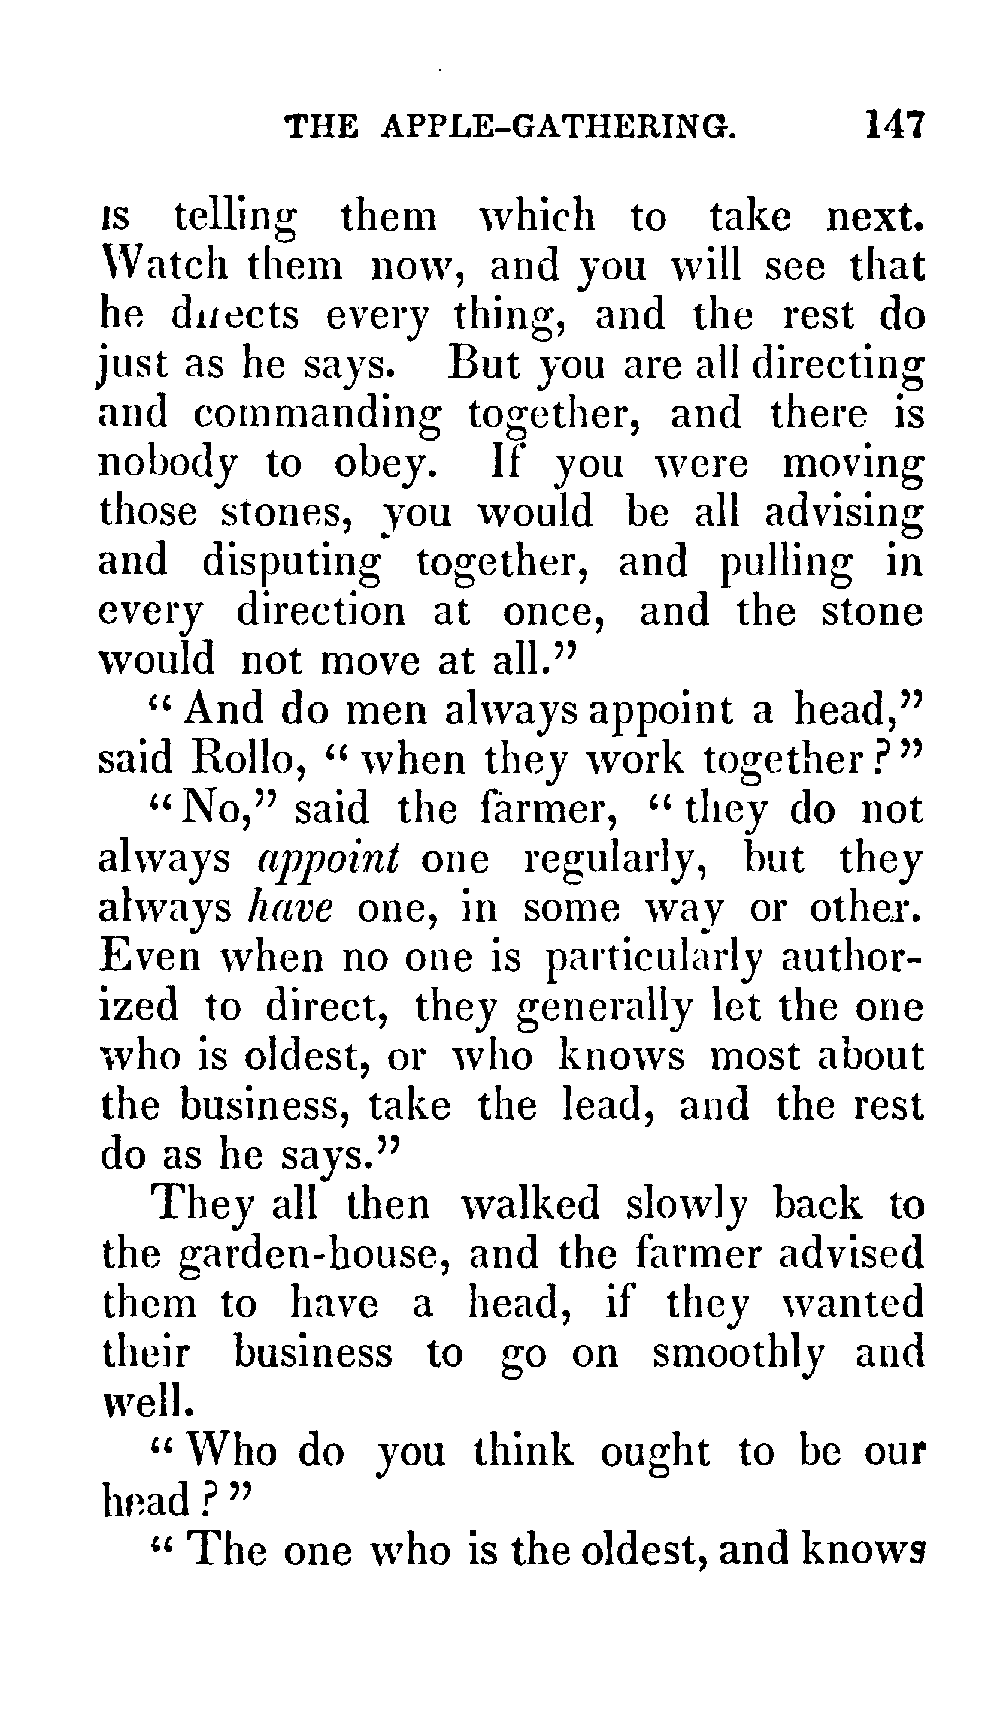 THE APPLE-GATHERING. 147
is telling them which to take next.
Watch them now, and you will see that
he directs every thing, and the rest do
just as he says. But you are all directing
and commanding together, and there is
nobody to obey. If you were moving
those stones, you would be all advising
and disputing together, and pulling in
every direction at once, and the stone
would not move at all.”
“ And do men always appoint a head,”
said Rollo, “ when they work together ? ”
“ No,” said the farmer, “ they do not
always appoint one regularly, but they
always have one, in some way or other.
Even when no one is particularly author-
ized to direct, they generally let the one
who is oldest, or who knows most about
the business, take the lead, and the rest
do as he says.”
They all then walked slowly back to
the garden-house, and the farmer advised
them to have a head, if they wanted
their business to go on smoothly and
well.
“ Who do you think ought to be our
head ? ”
“ The one who is the oldest, and knows